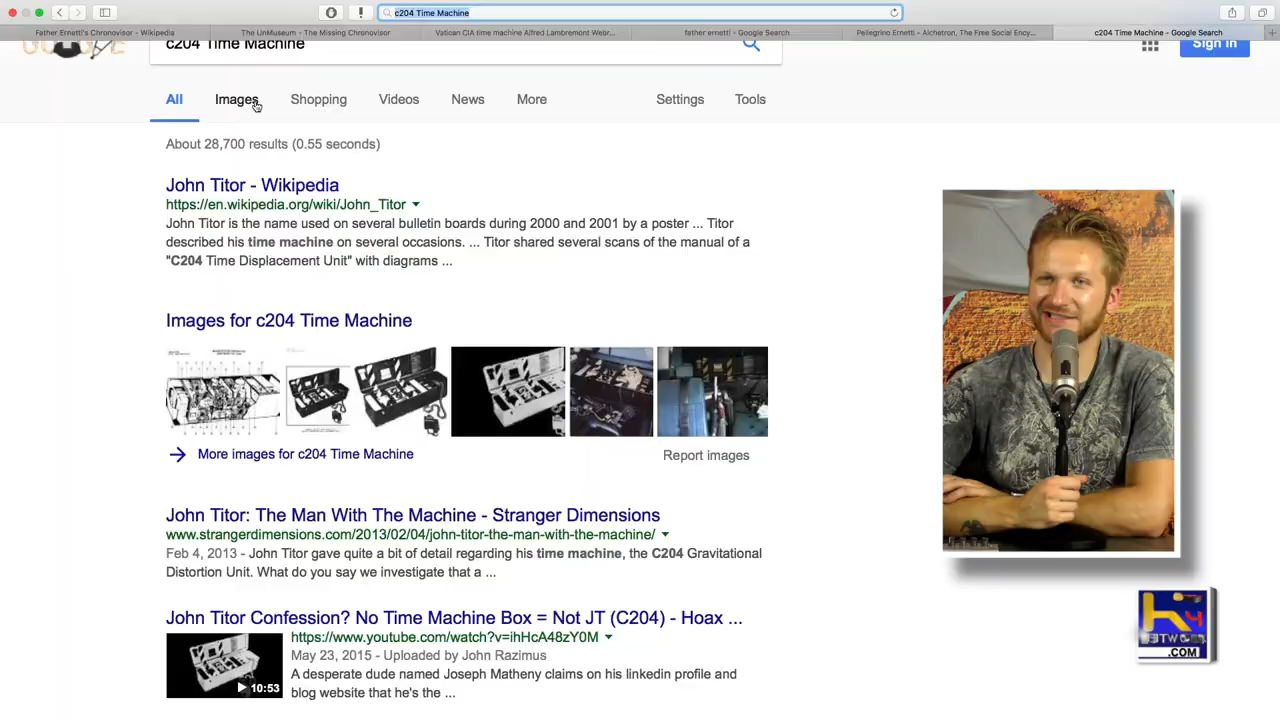 c204 Time Machine
Father Ernetti's Chronovisor - Wikipedia
The UnMuseum - The Missing Chronovisor
Vatican CIA time machine Alfred Lambremont Webr...
father ernetti - Google Search
Pellegrino Ernetti - Alchetron, The Free Social Ency...
c204 Time Machine - Google Search
c204 Time Machine
Sign in
All Images Shopping Videos News More Settings Tools
About 28,700 results (0.55 seconds)
John Titor - Wikipedia
https://en.wikipedia.org/wiki/John_Titor
John Titor is the name used on several bulletin boards during 2000 and 2001 by a poster ... Titor
described his time machine on several occasions. ... Titor shared several scans of the manual of a
"C204 Time Displacement Unit" with diagrams ...
Images for c204 Time Machine
More images for c204 Time Machine
Report images
John Titor: The Man With The Machine - Stranger Dimensions
www.strangerdimensions.com/2013/02/04/john-titor-the-man-with-the-machine/
Feb 4, 2013 - John Titor gave quite a bit of detail regarding his time machine, the C204 Gravitational
Distortion Unit. What do you say we investigate that a ...
John Titor Confession? No Time Machine Box = Not JT (C204) - Hoax ...
https://www.youtube.com/watch?v=ihHcA48zY0M
May 23, 2015 - Uploaded by John Razimus
A desperate dude named Joseph Matheny claims on his linkedin profile and
blog website that he's the ...
10:53
.COM